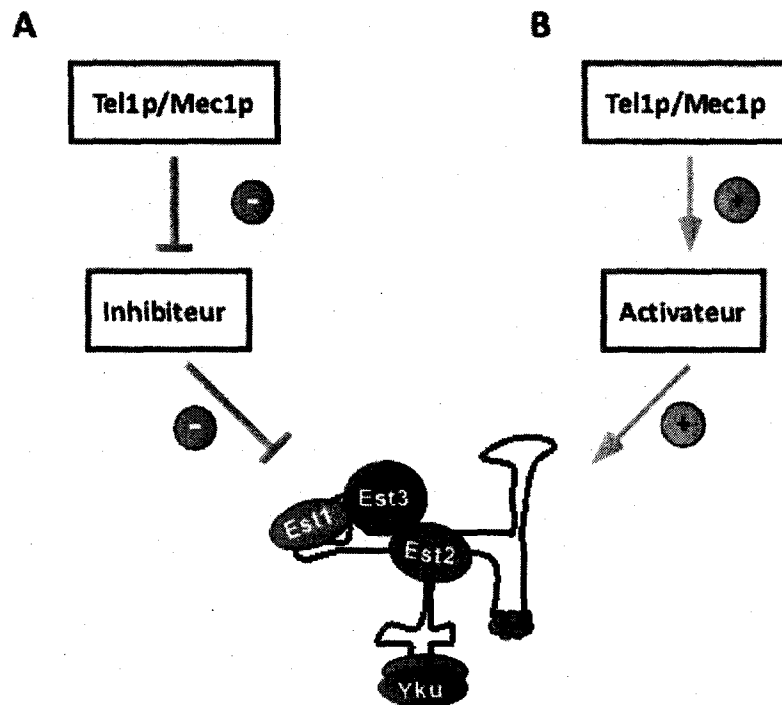 A
B
Tel1p/Mec1p
Tel1p/Mec1p
-
+
Inhibiteur
Activateur
-
+
Est3
Est1
Est2
Yku